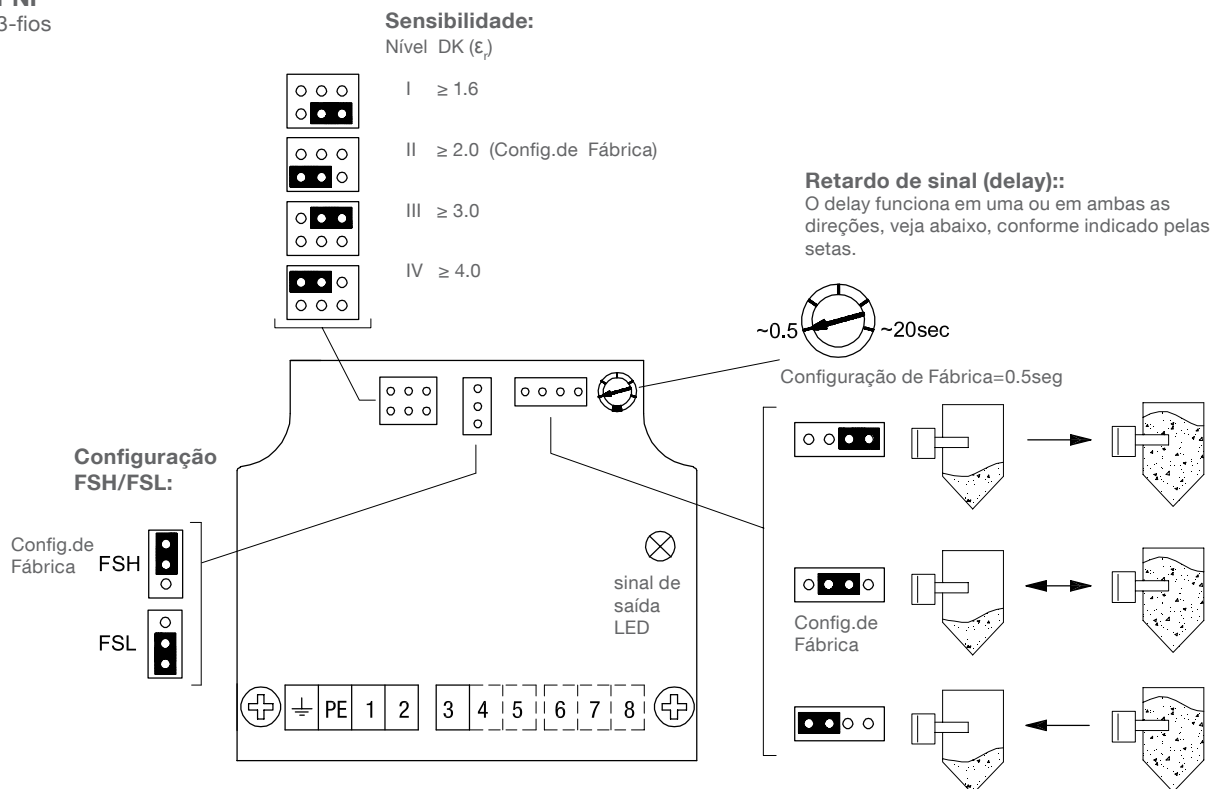 3-fios
Sensibilidade:
Nível DK (εr)
I ≥ 1.6
II ≥ 2.0 (Config.de Fábrica)
III ≥ 3.0
IV ≥ 4.0
Retardo de sinal (delay)::
O delay funciona em uma ou em ambas as
direções, veja abaixo, conforme indicado pelas
setas.
~0.5
~20sec
Configuração de Fábrica=0.5seg
Configuração
FSH/FSL:
Config.de
Fábrica
FSH
FSL
sinal de
saída
LED
Config.de
Fábrica
PE 1 2 3 4 5 6 7 8